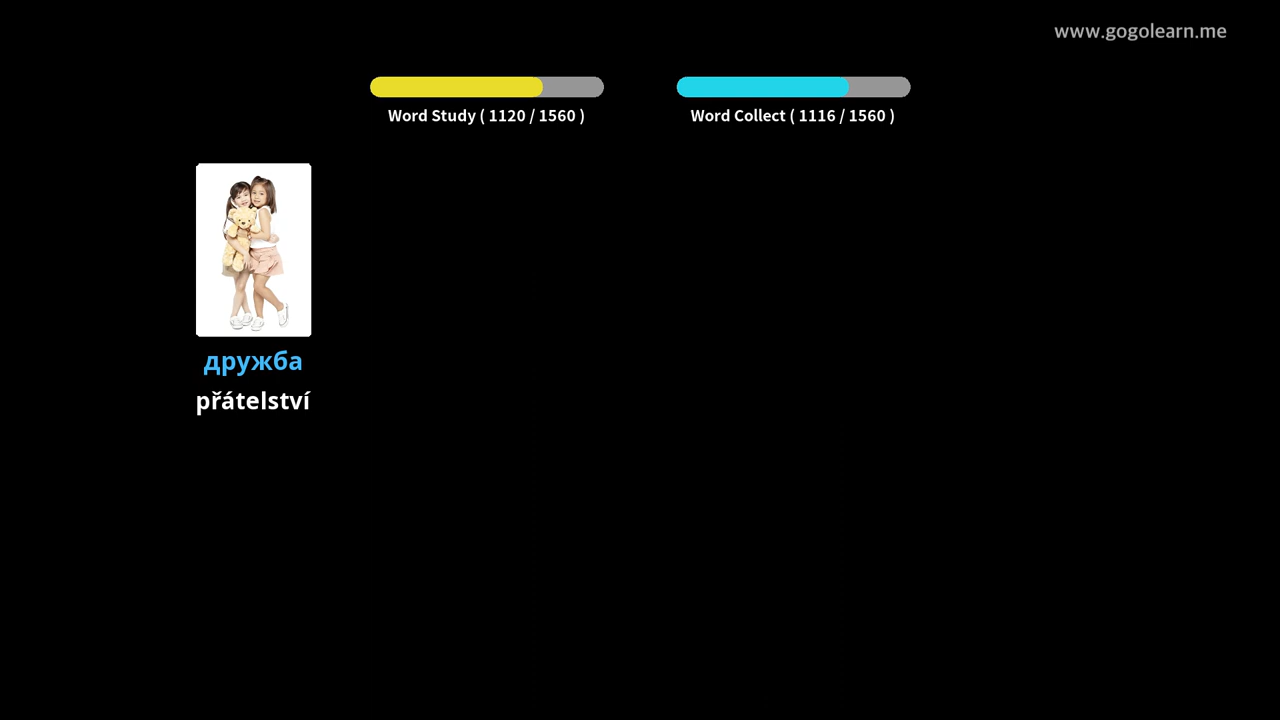 www.gogolearn.me
Word Study ( 1120 / 1560 )
Word Collect ( 1116 / 1560 )
дружба
přátelství